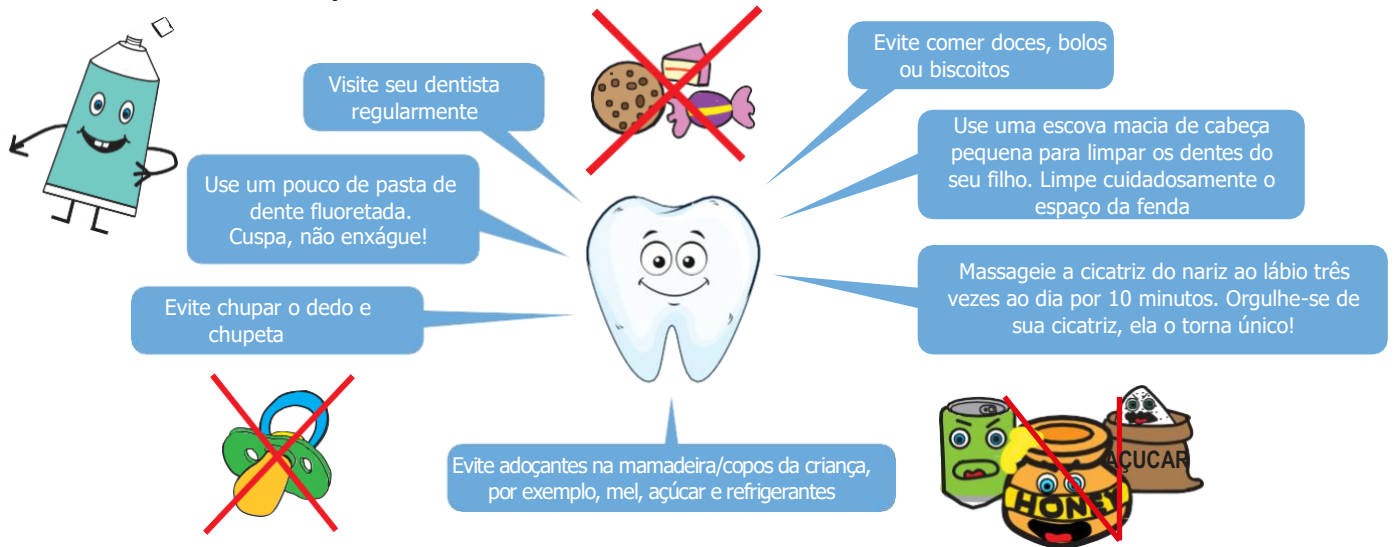 Visite seu dentista
regularmente
Evite comer doces, bolos
ou biscoitos
Use um pouco de pasta de
dente fluoretada.
Cuspa, não enxágue!
Use uma escova macia de cabeça
pequena para limpar os dentes do
seu filho. Limpe cuidadosamente o
espaço da fenda
Evite chupar o dedo e
chupeta
Massageie a cicatriz do nariz ao lábio três
vezes ao dia por 10 minutos. Orgulhe-se de
sua cicatriz, ela o torna único!
Evite adoçantes na mamadeira/copos da criança,
por exemplo, mel, açúcar e refrigerantes
AÇUCAR
HONEY